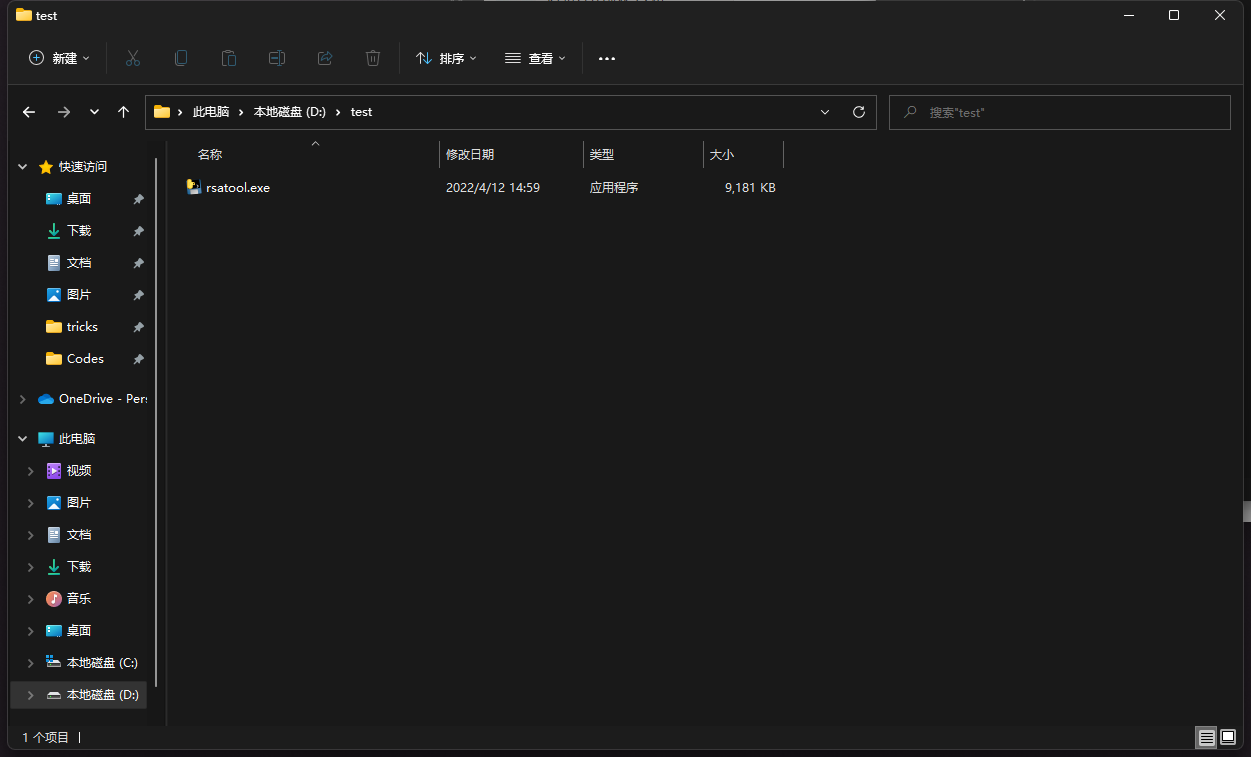 test
新建 排序 查看
此电脑 本地磁盘 (D:) test
搜索"test"
名称 修改日期 类型 大小
rsatool.exe 2022/4/12 14:59 应用程序 9,181 KB
快速访问
桌面
下载
文档
图片
tricks
Codes
OneDrive - Pers
此电脑
视频
图片
文档
下载
音乐
桌面
本地磁盘 (C:)
本地磁盘 (D:)
1 个项目